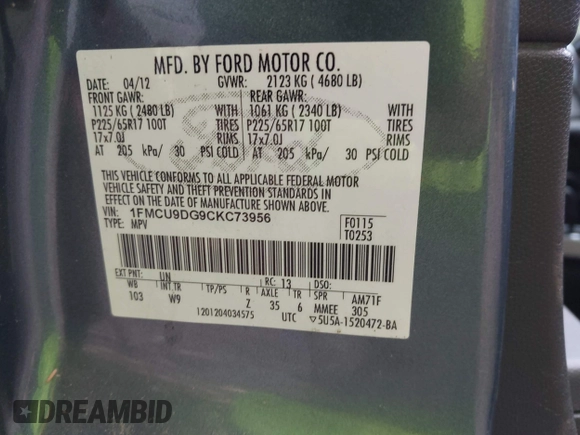 MFD. BY FORD MOTOR CO.
DATE: 04/12 GVWR: 2123 KG ( 4680 LB)
FRONT GAWR: REAR GAWR:
1125 KG ( 2480 LB) WITH 1061 KG ( 2340 LB) WITH
P225/65R17 100T TIRES P225/65R17 100T TIRES
17x7.0J RIMS 17x7.0J RIMS
AT 205 kPa/ 30 PSI COLD AT 205 kPa/ 30 PSI COLD
THIS VEHICLE CONFORMS TO ALL APPLICABLE FEDERAL MOTOR
VEHICLE SAFETY AND THEFT PREVENTION STANDARDS IN
EFFECT ON THE DATE OF MANUFACTURE SHOWN ABOVE.
VIN: 1FMCU9DG9CKC73956
TYPE: MPV
F0115
T0253
EXT PNT: UN RC: 13 DSO:
WB INT TR TP/PS R AXLE TR SPR AM71F
103 W9 Z 35 6 MMEE 305
1201204034575 UTC ▽5U5A-1520472-BA
DREAMBID